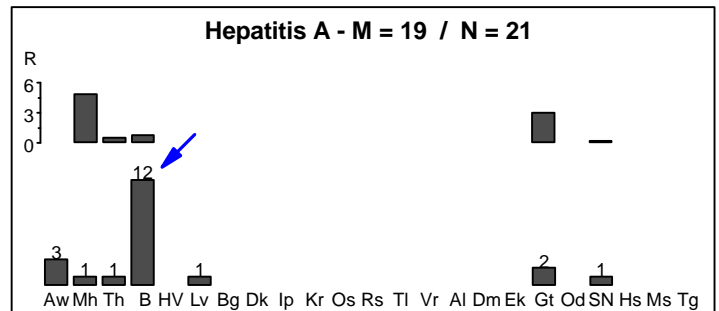 Hepatitis A - M = 19 / N = 21
R
6
3
0
12
3 1 1 1 2 1
Aw Mh Th B HV Lv Bg Dk Ip Kr Os Rs Tl Vr Al Dm Ek Gt Od SN Hs Ms Tg